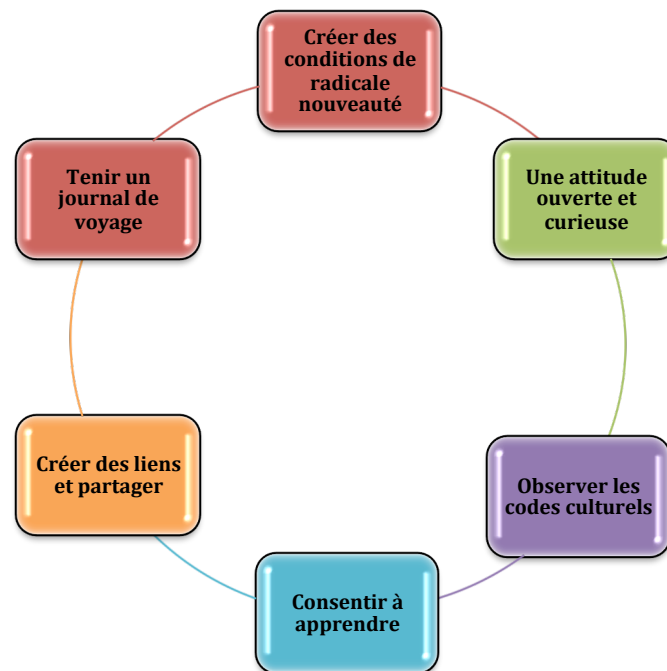 Créer des
conditions de
radicale
nouveauté
Une attitude
ouverte et
curieuse
Observer les
codes culturels
Consentir à
apprendre
Créer des liens
et partager
Tenir un
journal de
voyage